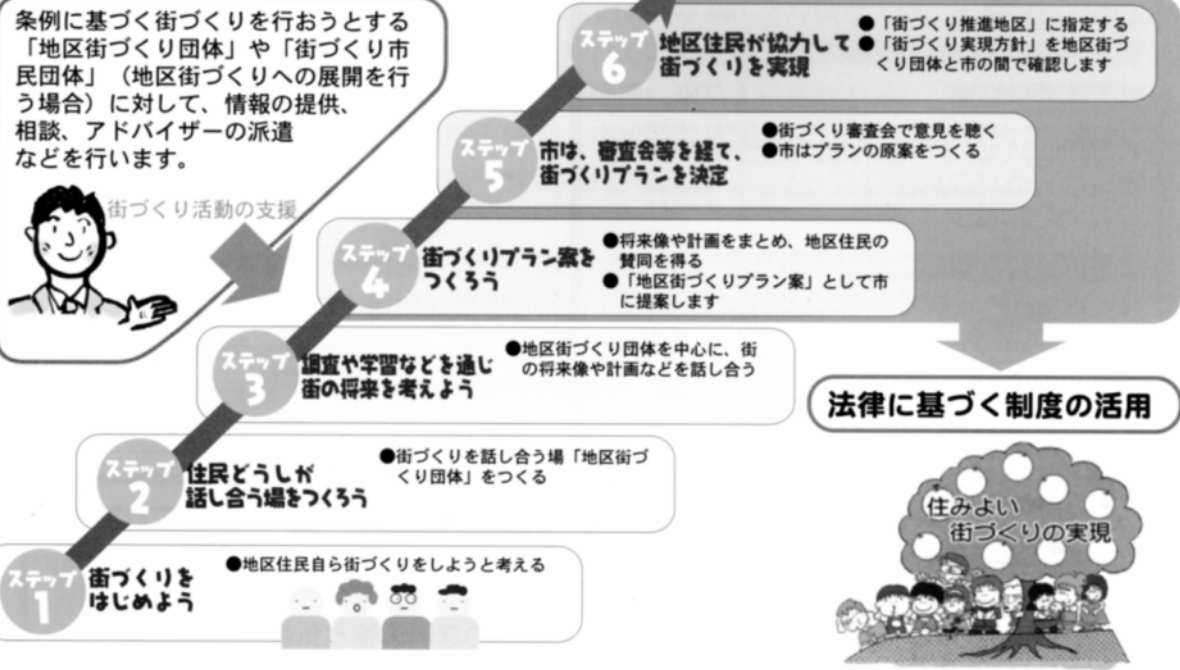 条例に基づく街づくりを行おうとする
「地区街づくり団体」や「街づくり市
民団体」（地区街づくりへの展開を行
う場合）に対して、情報の提供、
相談、アドバイザーの派遣
などを行います。
街づくり活動の支援
ステップ
6
地区住民が協力して
街づくりを実現
●「街づくり推進地区」に指定する
●「街づくり実現方針」を地区街づ
くり団体と市の間で確認します
ステップ
5
市は、審査会等を経て、
街づくりプランを決定
●街づくり審査会で意見を聴く
●市はプランの原案をつくる
ステップ
4
街づくりプラン案を
つくろう
●将来像や計画をまとめ、地区住民の
賛同を得る
●「地区街づくりプラン案」として市
に提案します
ステップ
3
調査や学習などを通じ
街の将来を考えよう
●地区街づくり団体を中心に、街
の将来像や計画などを話し合う
ステップ
2
住民どうしが
話し合う場をつくろう
●街づくりを話し合う場「地区街づ
くり団体」をつくる
ステップ
1
街づくりを
はじめよう
●地区住民自ら街づくりをしようと考える
法律に基づく制度の活用
住みよい
街づくりの実現